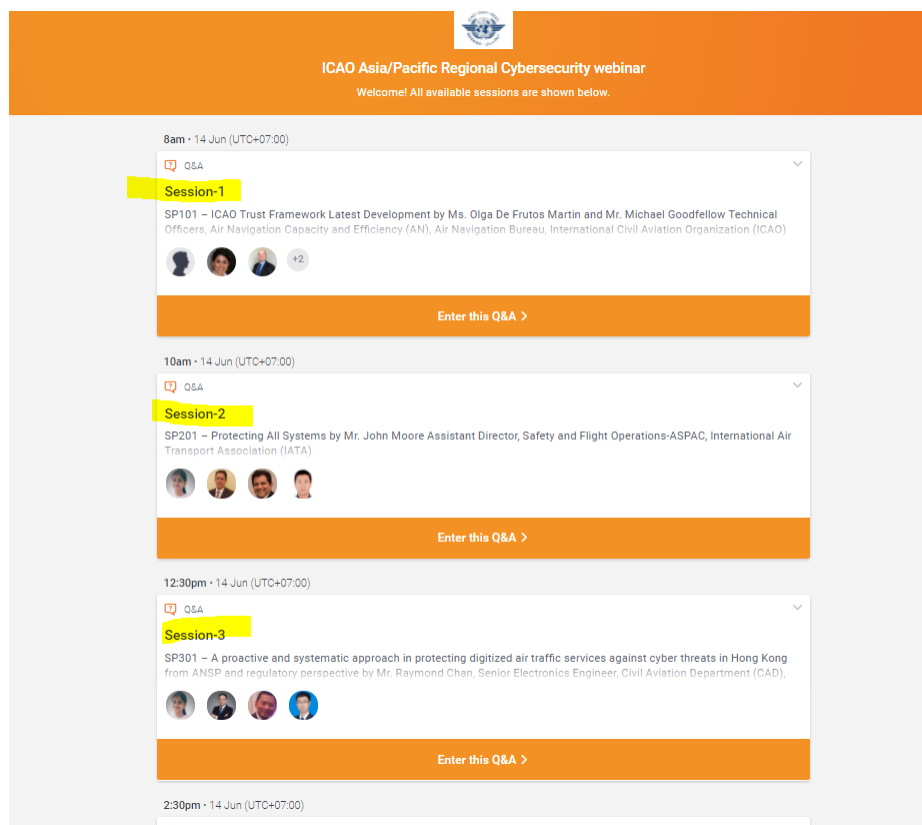 ICAO Asia/Pacific Regional Cybersecurity webinar
Welcome! All available sessions are shown below.
8am · 14 Jun (UTC+07:00)
Q&A
Session-1
SP101 – ICAO Trust Framework Latest Development by Ms. Olga De Frutos Martin and Mr. Michael Goodfellow Technical
Officers, Air Navigation Capacity and Efficiency (AN), Air Navigation Bureau, International Civil Aviation Organization (ICAO)
+2
Enter this Q&A >
10am · 14 Jun (UTC+07:00)
Q&A
Session-2
SP201 – Protecting All Systems by Mr. John Moore Assistant Director, Safety and Flight Operations-ASPAC, International Air
Transport Association (IATA)
Enter this Q&A >
12:30pm · 14 Jun (UTC+07:00)
Q&A
Session-3
SP301 – A proactive and systematic approach in protecting digitized air traffic services against cyber threats in Hong Kong
from ANSP and regulatory perspective by Mr. Raymond Chan, Senior Electronics Engineer, Civil Aviation Department (CAD),
Enter this Q&A >
2:30pm · 14 Jun (UTC+07:00)